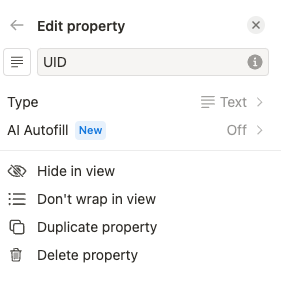 Edit property
UID
Type Text
AI Autofill New Off
Hide in view
Don't wrap in view
Duplicate property
Delete property